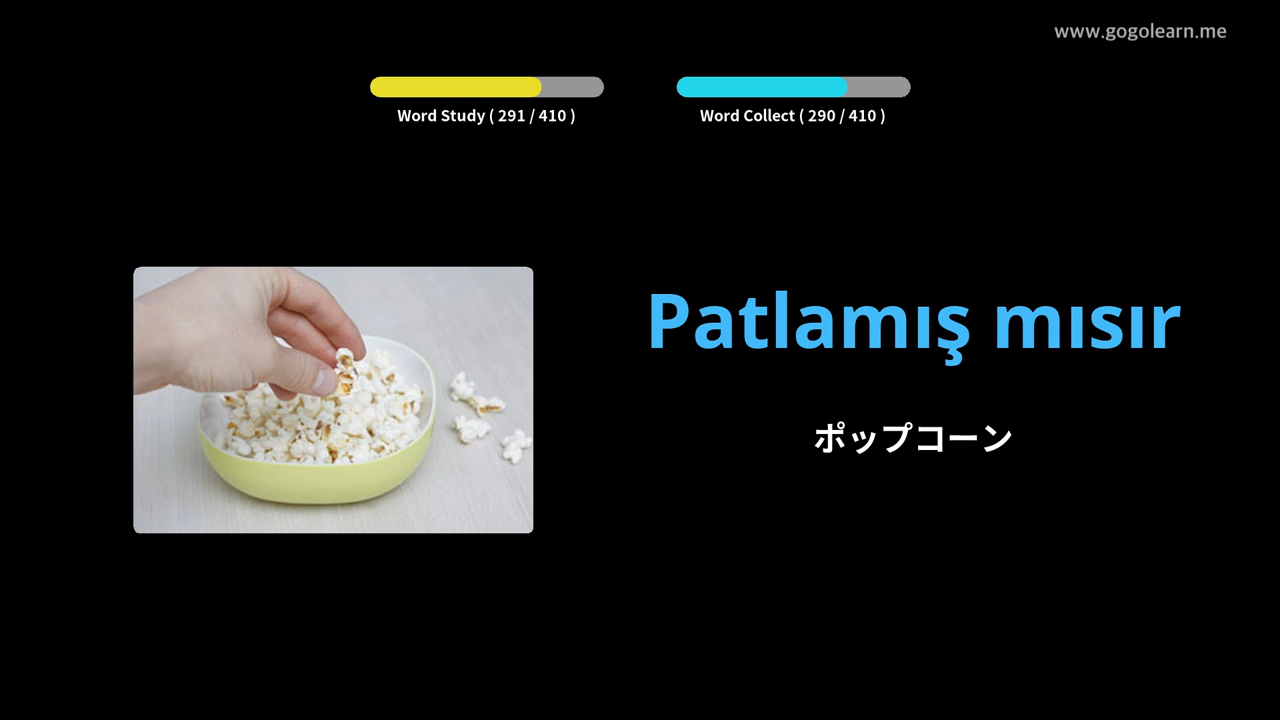 www.gogolearn.me
Word Study ( 291 / 410 )
Word Collect ( 290 / 410 )
Patlamış mısır
ポップコーン